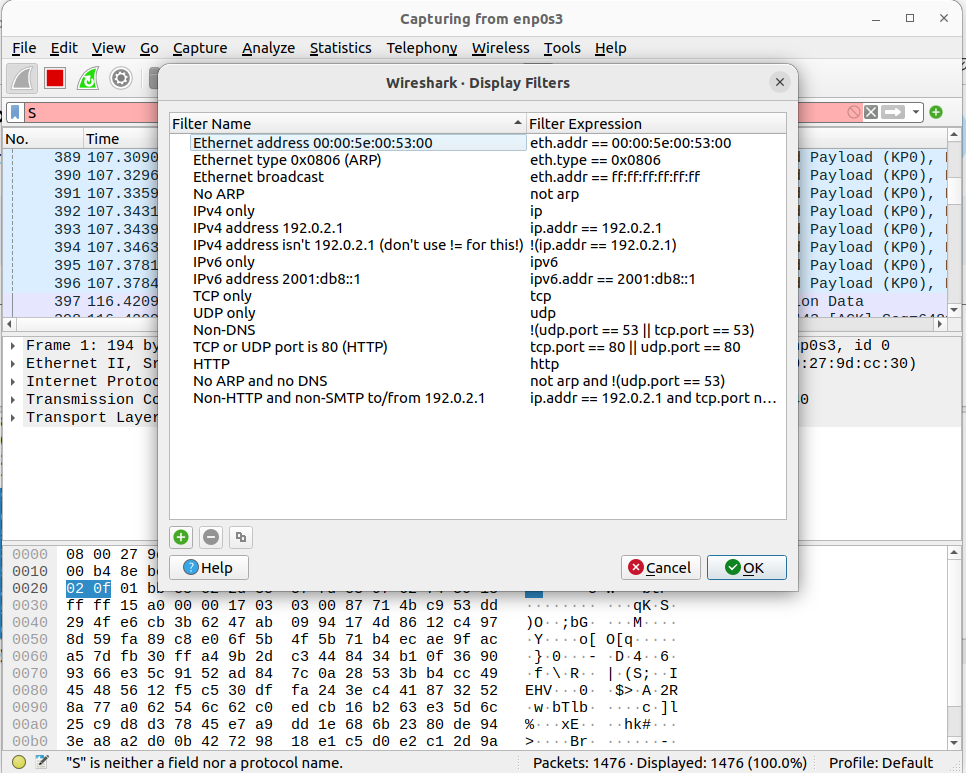 Capturing from enp0s3
File Edit View Go Capture Analyze Statistics Telephony Wireless Tools Help
Wireshark · Display Filters
S
Filter Name Filter Expression
Ethernet address 00:00:5e:00:53:00 eth.addr == 00:00:5e:00:53:00
Ethernet type 0x0806 (ARP) eth.type == 0x0806
Ethernet broadcast eth.addr == ff:ff:ff:ff:ff:ff
No ARP not arp
IPv4 only ip
IPv4 address 192.0.2.1 ip.addr == 192.0.2.1
IPv4 address isn't 192.0.2.1 (don't use != for this!) !(ip.addr == 192.0.2.1)
IPv6 only ipv6
IPv6 address 2001:db8::1 ipv6.addr == 2001:db8::1
TCP only tcp
UDP only udp
Non-DNS !(udp.port == 53 || tcp.port == 53)
TCP or UDP port is 80 (HTTP) tcp.port == 80 || udp.port == 80
HTTP http
No ARP and no DNS not arp and !(udp.port == 53)
Non-HTTP and non-SMTP to/from 192.0.2.1 ip.addr == 192.0.2.1 and tcp.port n...
Help Cancel OK
No. Time
389 107.3090 Payload (KP0), 
390 107.3296 Payload (KP0), 
391 107.3359 Payload (KP0), 
392 107.3431 Payload (KP0), 
393 107.3439 Payload (KP0), 
394 107.3463 Payload (KP0), 
395 107.3781 Payload (KP0), 
396 107.3784 Payload (KP0), 
397 116.4209 on Data
Frame 1: 194 by np0s3, id 0
Ethernet II, Sr :27:9d:cc:30)
Internet Protoc
Transmission Co 0
Transport Layer
0000 08 00 27 9
0010 00 b4 8e b
0020 02 0f 01
0030 ff ff 15 a0 00 00 17 03 03 00 87 71 4b c9 53 dd ········ ···qK·S·
0040 29 4f e6 cb 3b 62 47 ab 09 94 17 4d 86 12 c4 97 )O··;bG· ···M····
0050 8d 59 fa 89 c8 e0 6f 5b 4f 5b 71 b4 ec ae 9f ac ·Y····o[ O[q·····
0060 a5 7d fb 30 ff a4 9b 2d c3 44 84 34 b1 0f 36 90 ·}·0···- ·D·4··6·
0070 93 66 e3 5c 91 52 ad 84 7c 0a 28 53 3b b4 cc 49 ·f·\·R·· |·(S;··I
0080 45 48 56 12 f5 c5 30 df fa 24 3e c4 41 87 32 52 EHV···0· ·$>·A·2R
0090 8a 77 a0 62 54 6c 62 c0 ed cb 16 b2 63 e3 5d 6c ·w·bTlb· ····c·]l
00a0 25 c9 d8 d3 78 45 e7 a9 dd 1e 68 6b 23 80 de 94 %···xE·· ··hk#···
00b0 3e a8 a2 d0 0b 42 72 98 18 e1 c5 d0 e2 c1 2d 9a >····Br· ······-·
"S" is neither a field nor a protocol name. Packets: 1476 · Displayed: 1476 (100.0%) Profile: Default